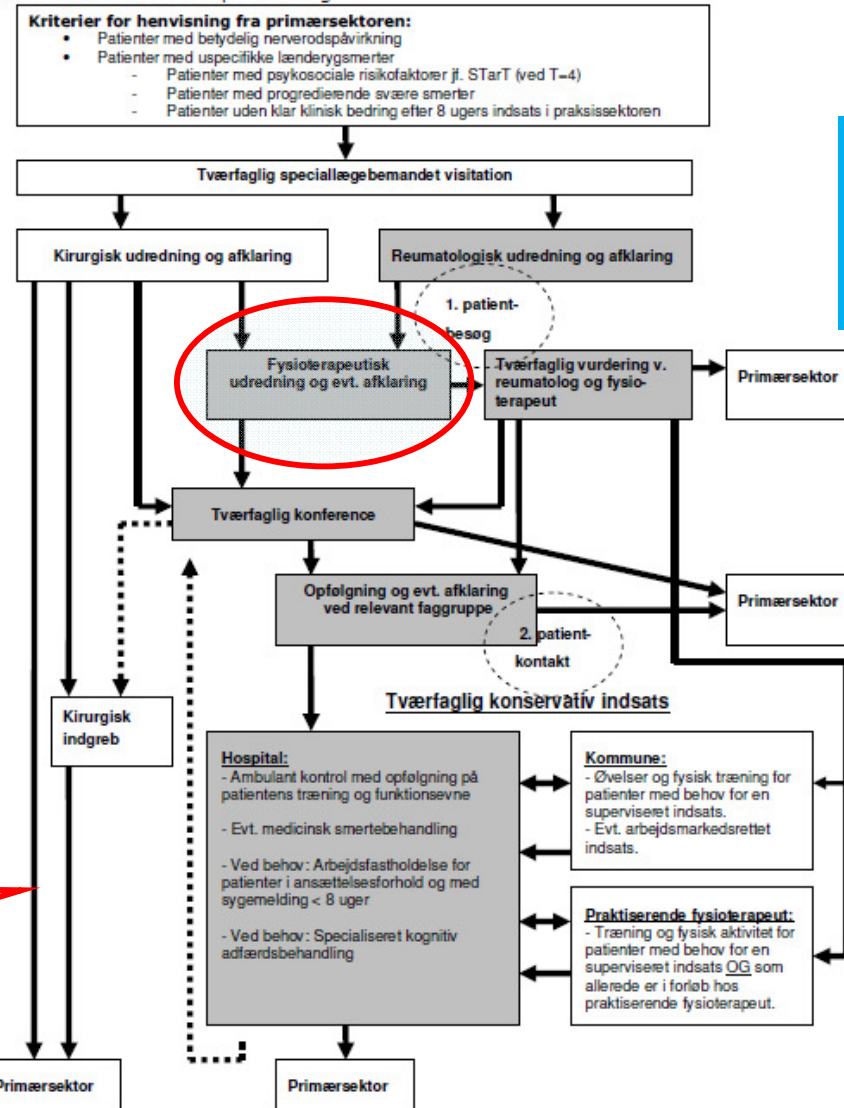 Kriterier for henvisning fra primærsektoren:
• Patienter med betydelig nerverodspåvirkning
• Patienter med uspecifikke lænderygsmerter
- Patienter med psykosociale risikofaktorer jf. STarT (ved T=4)
- Patienter med progredierende svære smerter
- Patienter uden klar klinisk bedring efter 8 ugers indsats i praksissektoren
Tværfaglig speciallægebemandet visitation
Kirurgisk udredning og afklaring
Reumatologisk udredning og afklaring
1. patient-
besøg
Fysioterapeutisk
udredning og evt. afklaring
Tværfaglig vurdering v.
reumatolog og fysio-
terapeut
Primærsektor
Tværfaglig konference
Opfølgning og evt. afklaring
ved relevant faggruppe
Primærsektor
2. patient-
kontakt
Tværfaglig konservativ indsats:
Kirurgisk
indgreb
Hospital:
- Ambulant kontrol med opfølgning på
patientens træning og funktionsevne
- Evt. medicinsk smertebehandling
- Ved behov: Arbejdsfastholdelse for
patienter i ansættelsesforhold og med
sygemelding < 8 uger
- Ved behov: Specialiseret kognitiv
adfærdsbehandling
Kommune:
- Øvelser og fysisk træning for
patienter med behov for en
superviseret indsats.
- Evt. arbejdsmarkedsrettet
indsats.
Praktiserende fysioterapeut:
- Træning og fysisk aktivitet for
patienter med behov for en
superviseret indsats OG som
allerede er i forløb hos
praktiserende fysioterapeut.
Primærsektor
Primærsektor